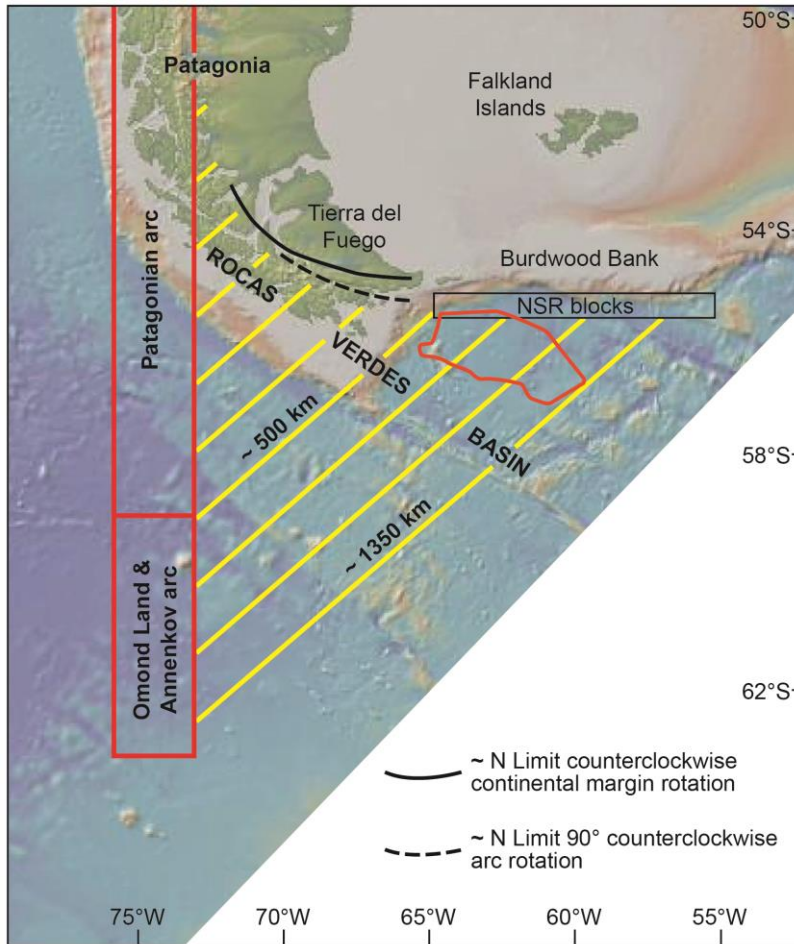 50°S
Patagonia
Falkland
Islands
Tierra del
Fuego
54°S
Burdwood Bank
NSR blocks
Patagonian arc
ROCAS
VERDES
BASIN
~ 500 km
58°S
~ 1350 km
Omond Land &
Annenkov arc
62°S
~ N Limit counterclockwise
continental margin rotation
~ N Limit 90° counterclockwise
arc rotation
75°W
70°W
65°W
60°W
55°W